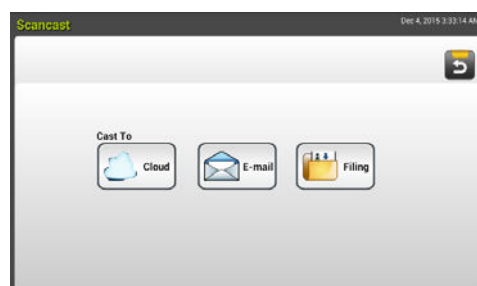 Scancast
Dec 4, 2015 3:33:14 AM
Cast To
Cloud
E-mail
Filing